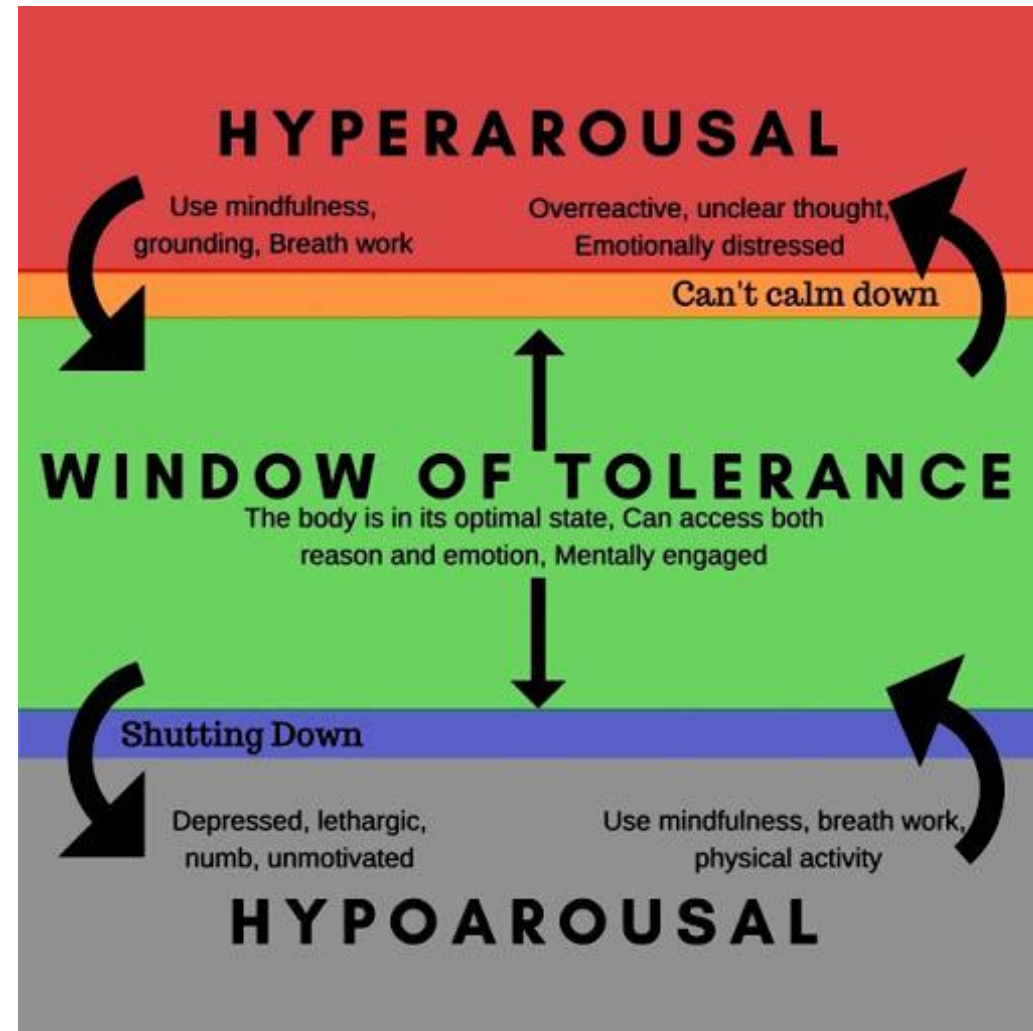 HYPERAROUSAL
Use mindfulness,
grounding, Breath work
Overreactive, unclear thought,
Emotionally distressed
Can't calm down
WINDOW OF TOLERANCE
The body is in its optimal state, Can access both
reason and emotion, Mentally engaged
Shutting Down
Depressed, lethargic,
numb, unmotivated
Use mindfulness, breath work,
physical activity
HYPOAROUSAL